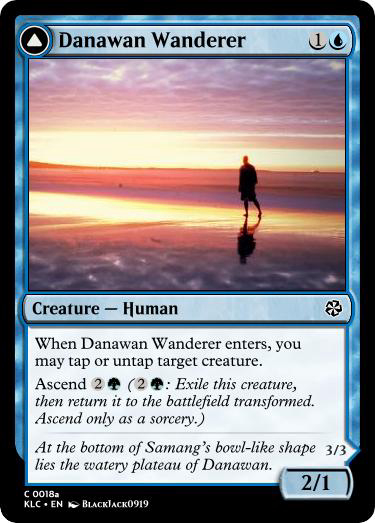 Danawan Wanderer 1
Creature — Human
When Danawan Wanderer enters, you
may tap or untap target creature.
Ascend 2 (2 : Exile this creature,
then return it to the battlefield transformed.
Ascend only as a sorcery.)
At the bottom of Samang's bowl-like shape
lies the watery plateau of Danawan.
3/3
2/1
C 0018a
KLC • EN BlackJack0919